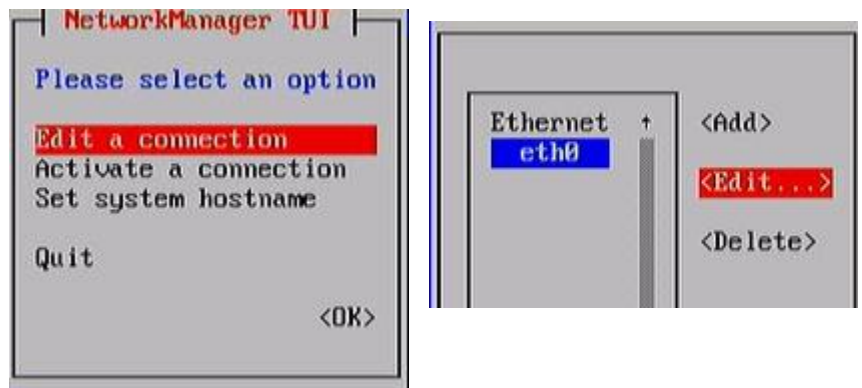 NetworkManager TUI
Please select an option
Edit a connection
Activate a connection
Set system hostname
Quit
<OK>
Ethernet ↑ <Add>
eth0
<Edit...>
<Delete>